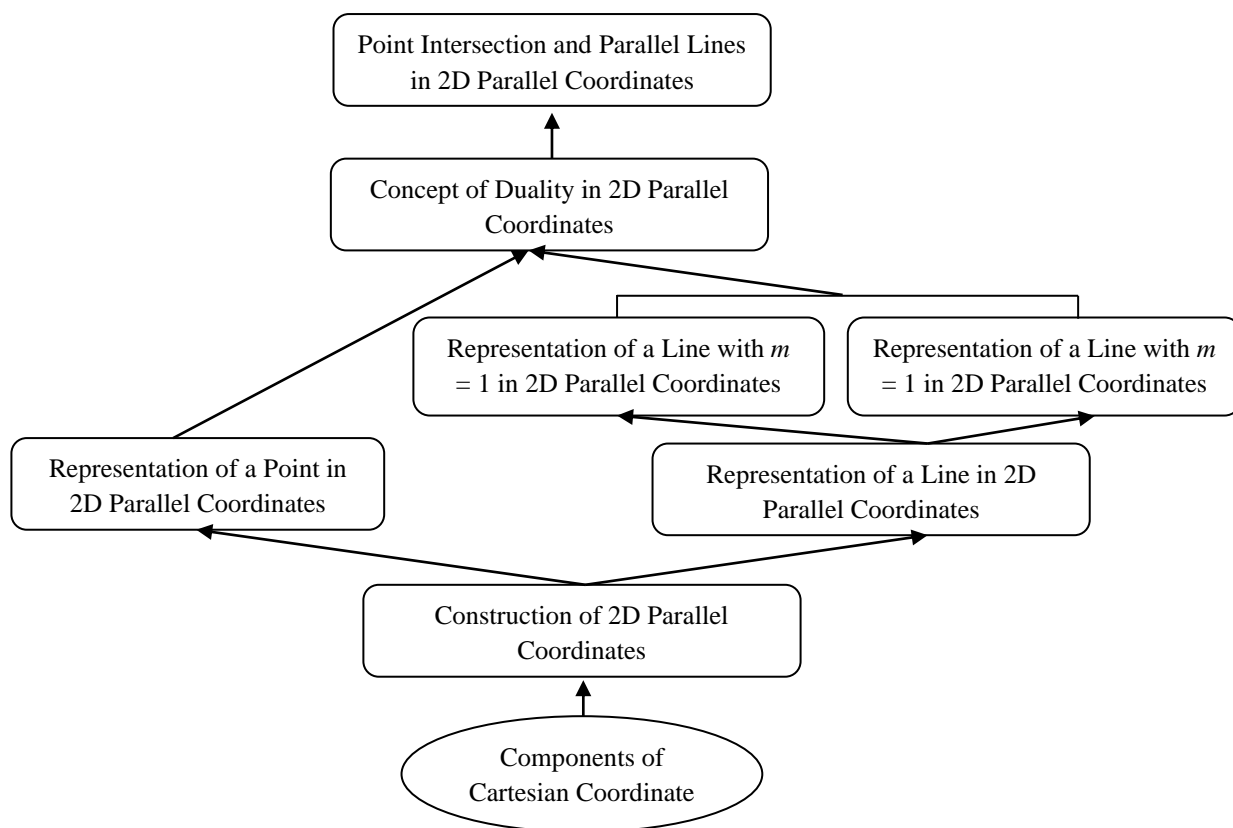 Point Intersection and Parallel Lines
in 2D Parallel Coordinates
Concept of Duality in 2D Parallel
Coordinates
Representation of a Line with m
= 1 in 2D Parallel Coordinates
Representation of a Line with m
= 1 in 2D Parallel Coordinates
Representation of a Point in
2D Parallel Coordinates
Representation of a Line in 2D
Parallel Coordinates
Construction of 2D Parallel
Coordinates
Components of
Cartesian Coordinate